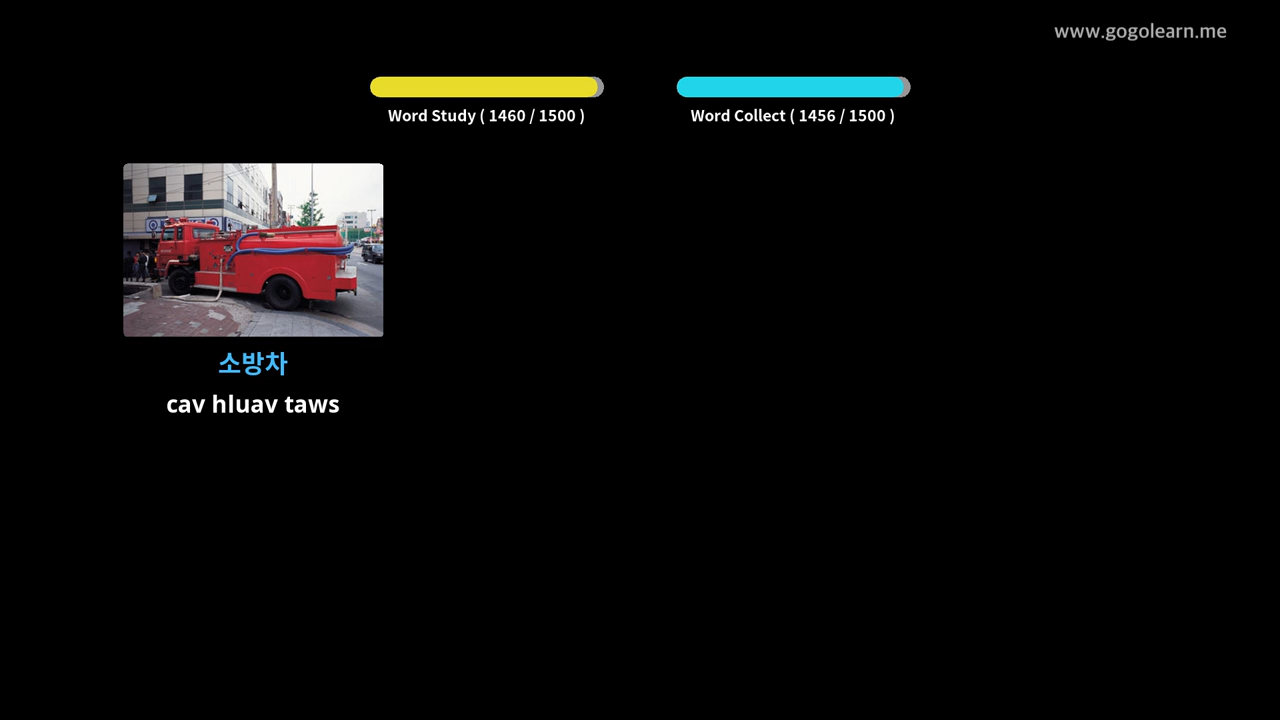 www.gogolearn.me
Word Study ( 1460 / 1500 )
Word Collect ( 1456 / 1500 )
소방차
cav hluav taws